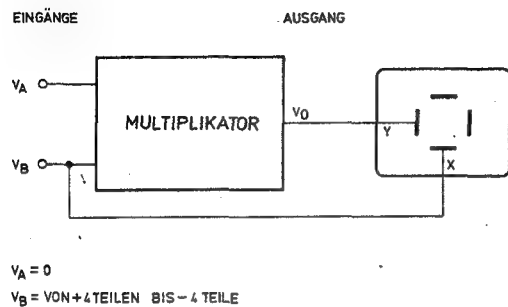 EINGÄNGE AUSGANG
VA
MULTIPLIKATOR
VO
Y
VB
X
VA = 0
VB = VON+4 TEILEN BIS -4 TEILE